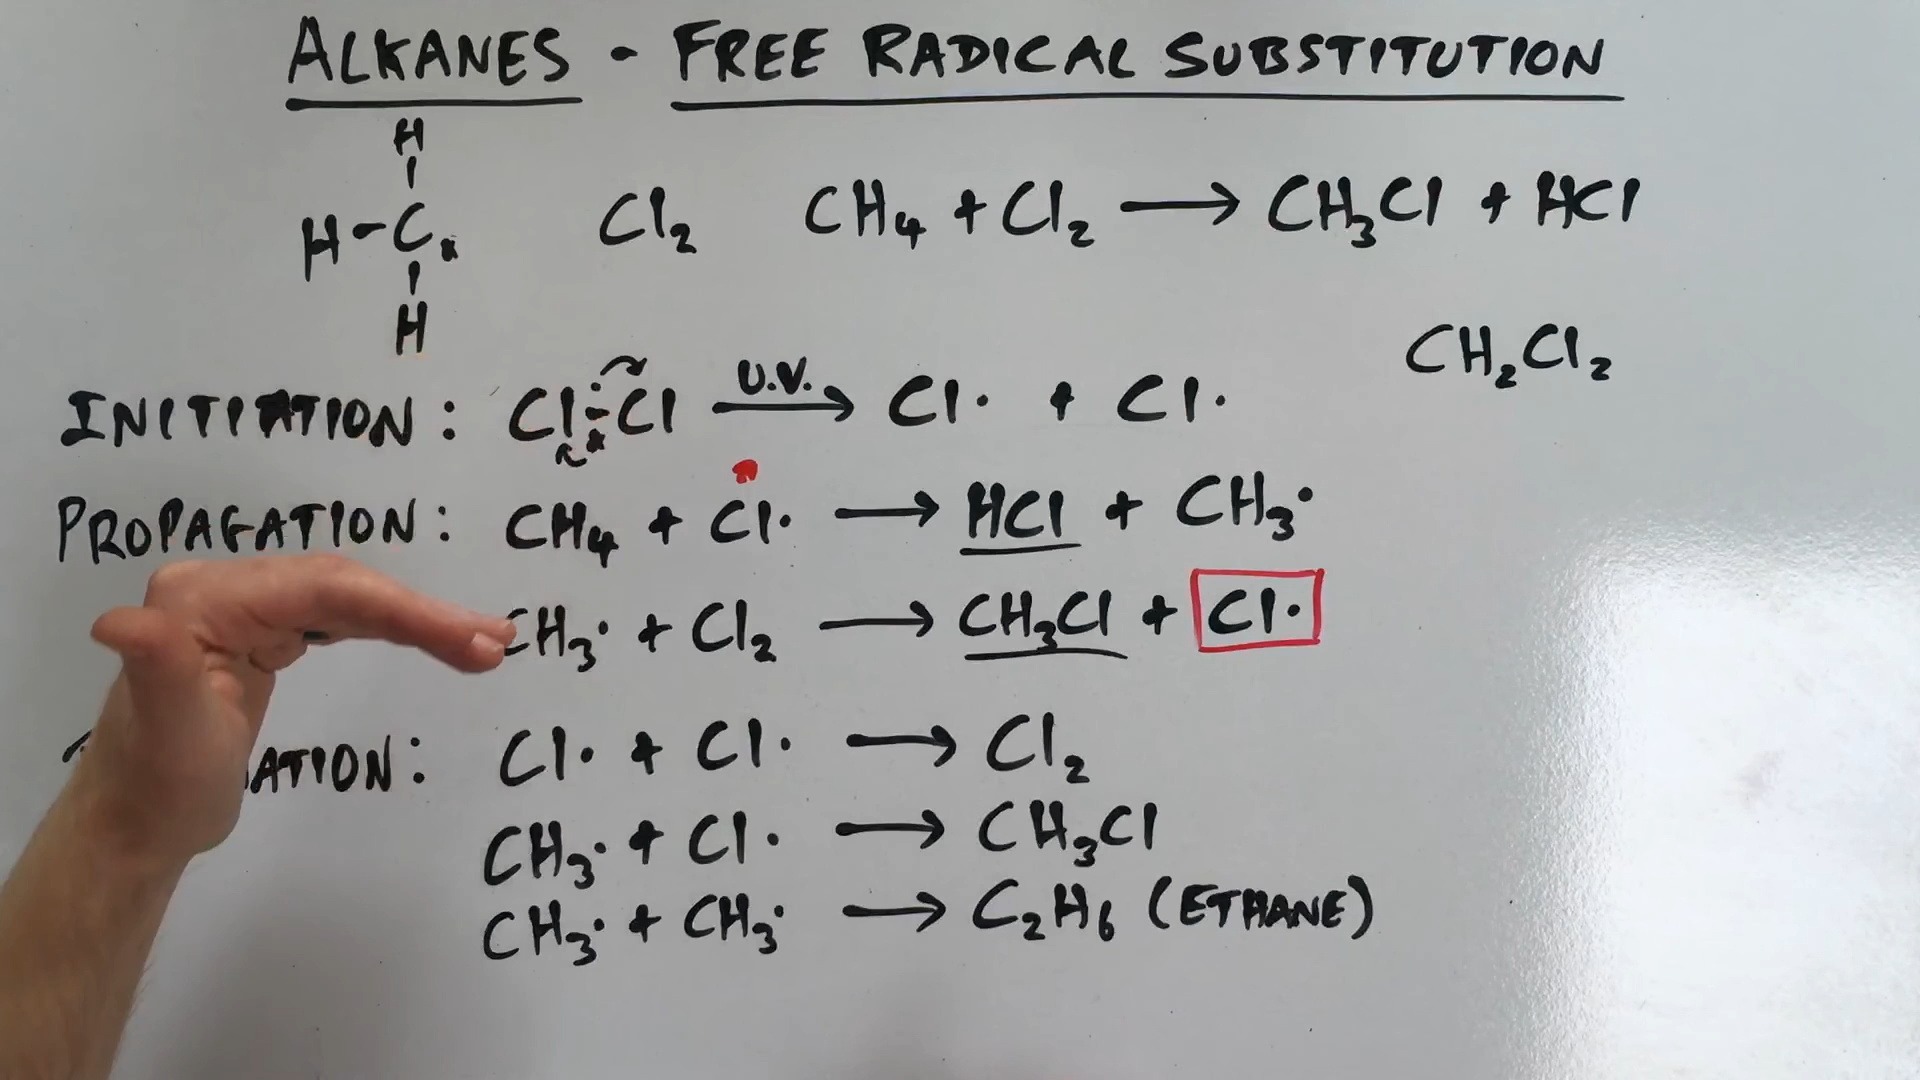 ALKANES - FREE RADICAL SUBSTITUTION
H
H-C
H
Cl₂
CH₄ + Cl₂ → CH₃Cl + HCl
CH₂Cl₂
INITIATION: Cl-Cl U.V. → Cl· + Cl·
PROPAGATION: CH₄ + Cl· → HCl + CH₃·
CH₃· + Cl₂ → CH₃Cl + Cl·
ATION: Cl· + Cl· → Cl₂
CH₃· + Cl· → CH₃Cl
CH₃· + CH₃· → C₂H₆ (ETHANE)